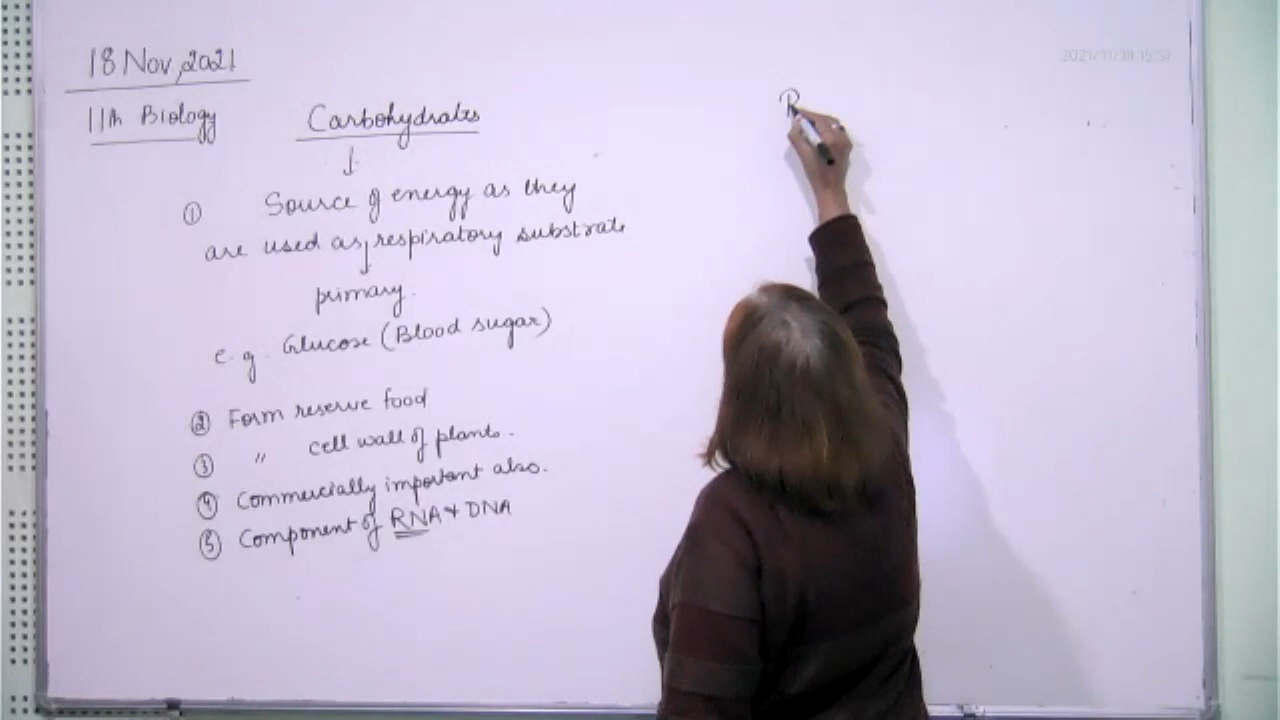 18 Nov, 2021
11th Biology
Carbohydrates
↓
① Source of energy as they
are used as respiratory substrate
↓
primary.
e.g. Glucose (Blood sugar)
② Form reserve food
③ " cell wall of plants.
④ Commercially important also.
⑤ Component of RNA & DNA
R